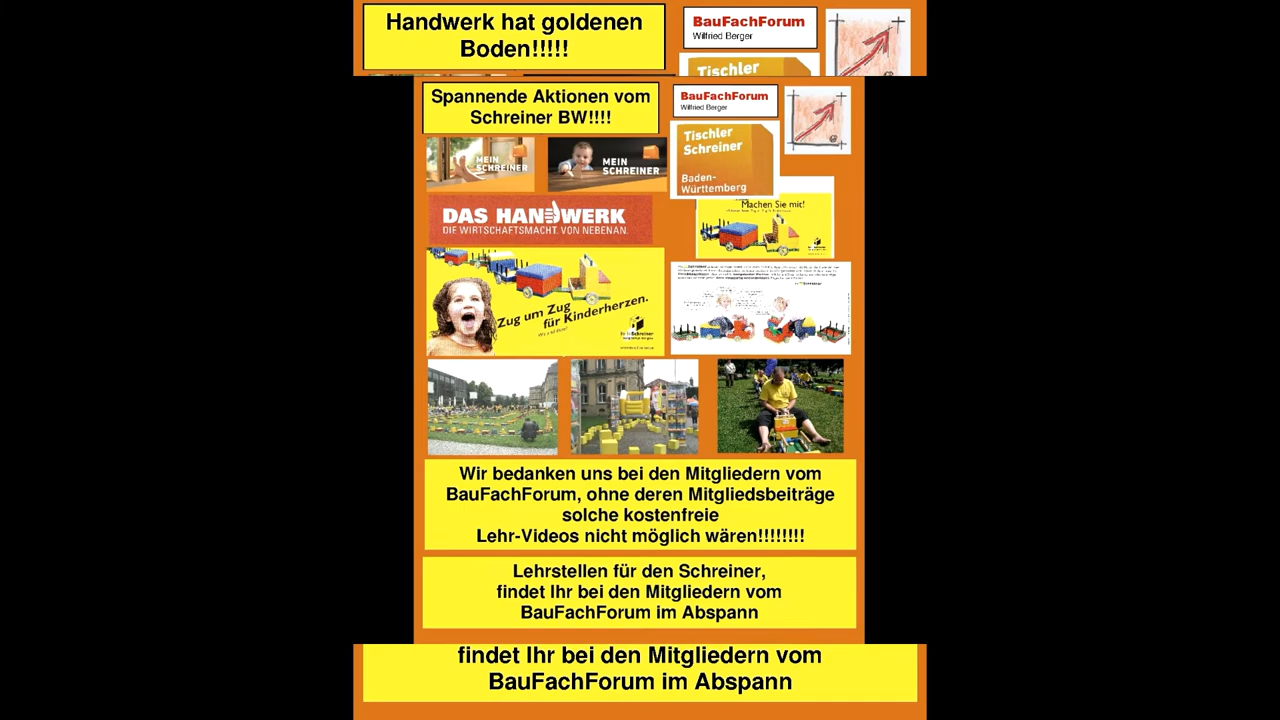 Handwerk hat goldenen
Boden!!!!!
BauFachForum
Wilfried Berger
Tischler
Spannende Aktionen vom
Schreiner BW!!!!
BauFachForum
Wilfried Berger
MEIN
SCHREINER
MEIN
SCHREINER
Tischler
Schreiner
Baden-
Württemberg
DAS HANDWERK
DIE WIRTSCHAFTSMACHT. VON NEBENAN.
Machen Sie mit!
Zug um Zug
für Kinderherzen.
Wir bedanken uns bei den Mitgliedern vom
BauFachForum, ohne deren Mitgliedsbeiträge
solche kostenfreie
Lehr-Videos nicht möglich wären!!!!!!!!
Lehrstellen für den Schreiner,
findet Ihr bei den Mitgliedern vom
BauFachForum im Abspann
findet Ihr bei den Mitgliedern vom
BauFachForum im Abspann